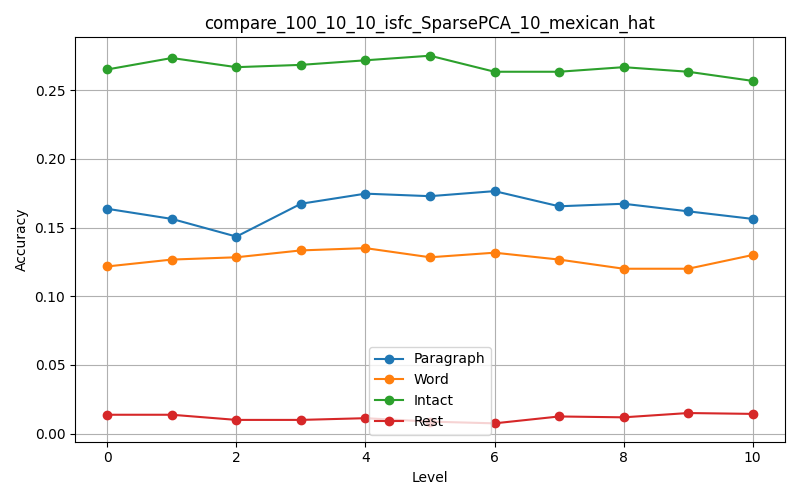 compare_100_10_10_isfc_SparsePCA_10_mexican_hat
Accuracy
0.25
0.20
0.15
0.10
0.05
0.00
Paragraph
Word
Intact
Rest
0 2 4 6 8 10
Level